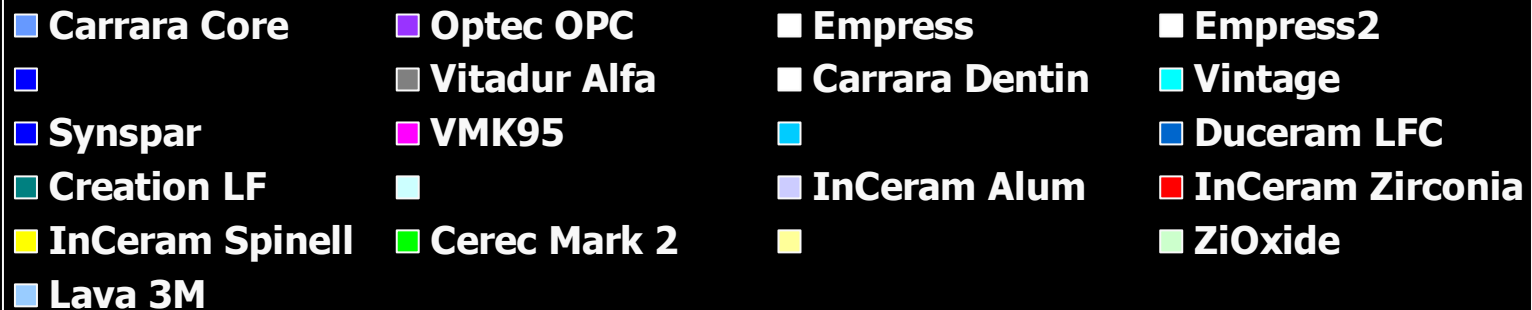 Carrara Core Optec OPC Empress Empress2
Vitadur Alfa Carrara Dentin Vintage
Synspar VMK95 Duceram LFC
Creation LF InCeram Alum InCeram Zirconia
InCeram Spinell Cerec Mark 2 ZiOxide
Lava 3M